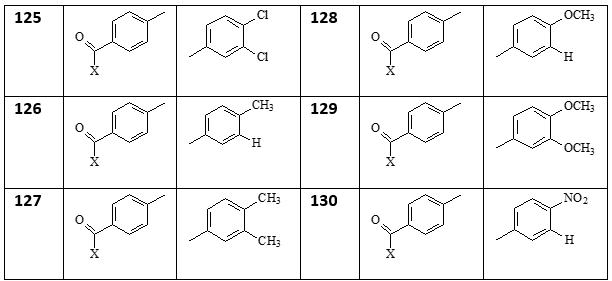 125 O X Cl Cl 128 O X OCH3 H
126 O X CH3 H 129 O X OCH3 OCH3
127 O X CH3 CH3 130 O X NO2 H